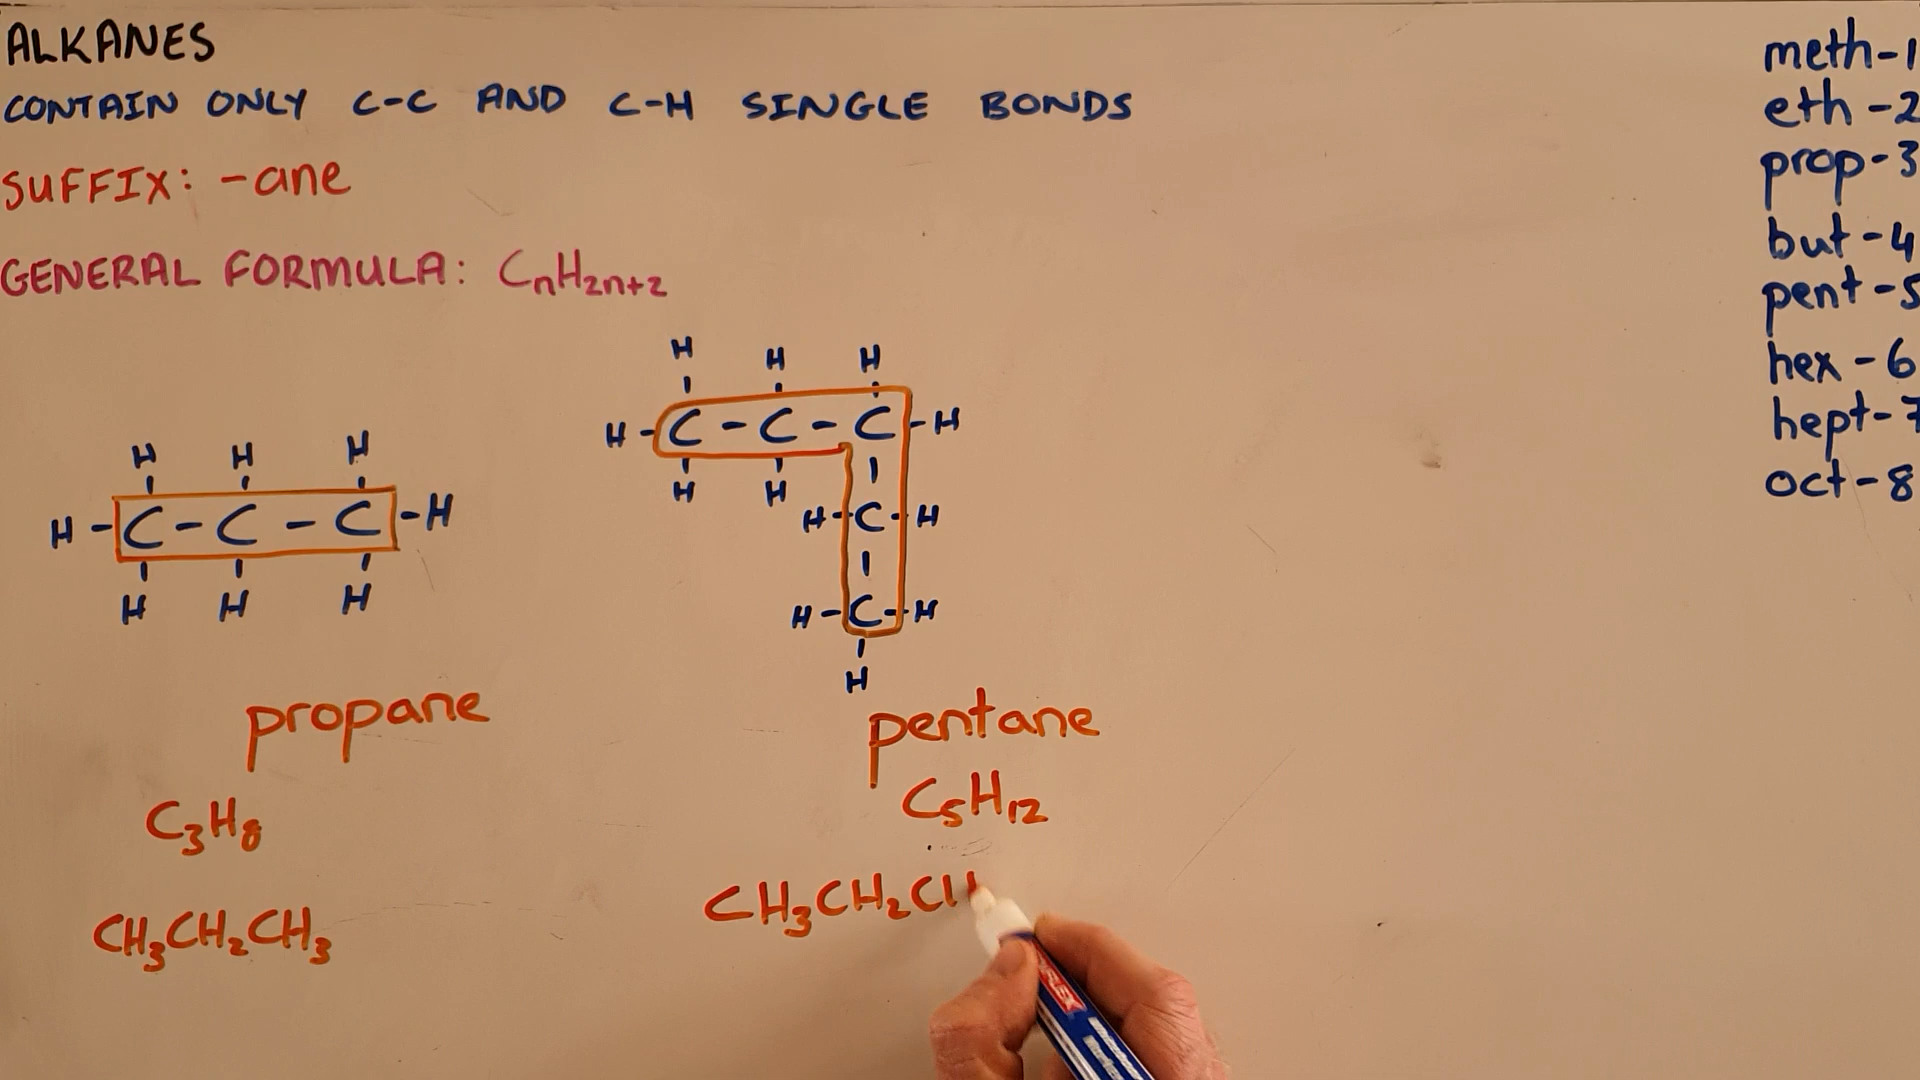 ALKANES
CONTAIN ONLY C-C AND C-H SINGLE BONDS
SUFFIX: -ane
GENERAL FORMULA: CnH2n+2
H H H
H-C-C-C-H
H H H
propane
C3H8
CH3CH2CH3
H H H
H-C-C-C-H
H H
H-C-H
H-C-H
H
pentane
C5H12
CH3CH2CH
meth-1
eth-2
prop-3
but-4
pent-5
hex-6
hept-7
oct-8